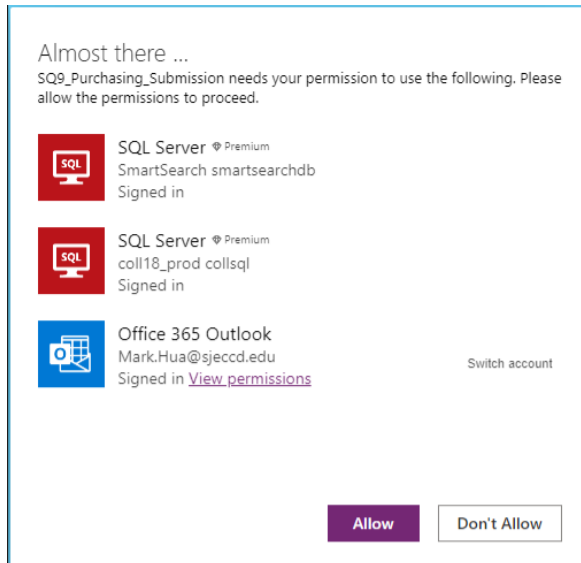 Almost there ...
SQ9_Purchasing_Submission needs your permission to use the following. Please
allow the permissions to proceed.
SQL
SQL Server Premium
SmartSearch smartsearchdb
Signed in
SQL
SQL Server Premium
coll18_prod collsql
Signed in
Office 365 Outlook
Mark.Hua@sjeccd.edu
Signed in View permissions
Switch account
Allow
Don't Allow